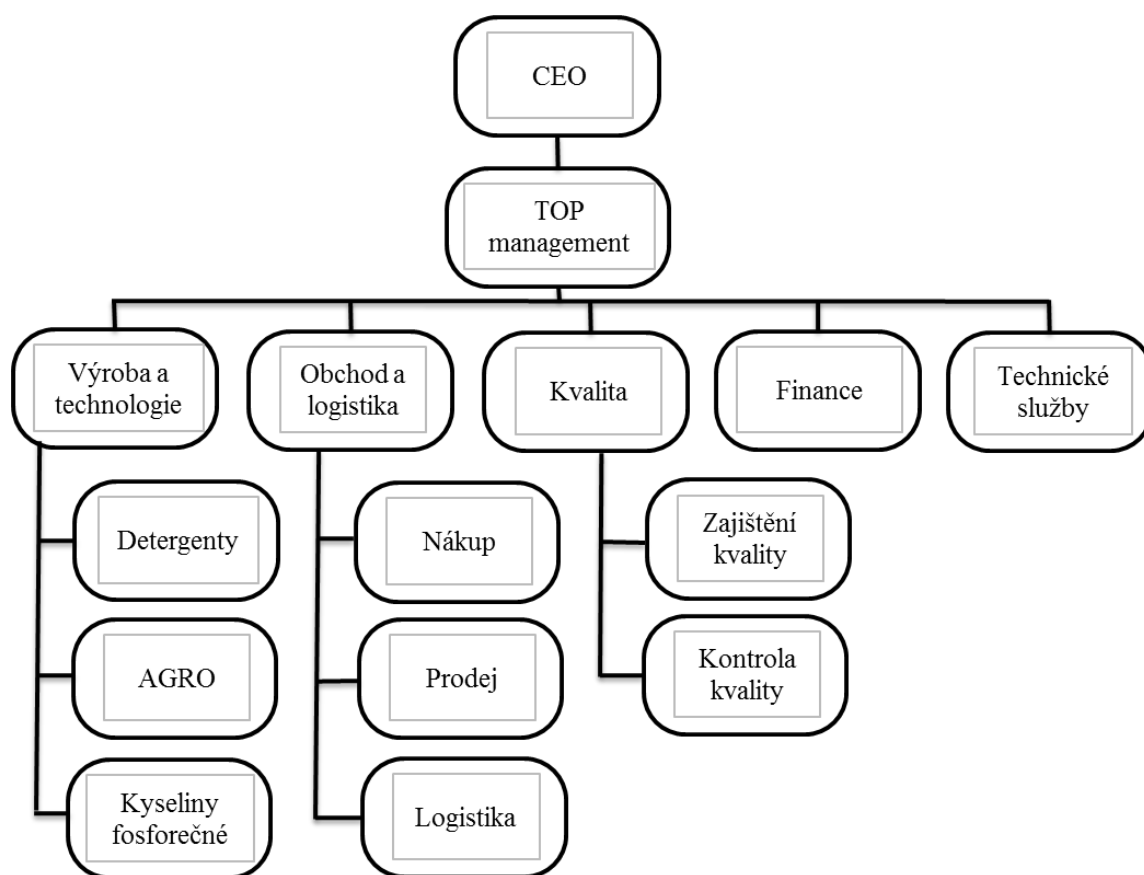 CEO
TOP
management
Výroba a
technologie
Obchod a
logistika
Kvalita
Finance
Technické
služby
Detergenty
Nákup
Zajištění
kvality
AGRO
Prodej
Kontrola
kvality
Kyseliny
fosforečné
Logistika